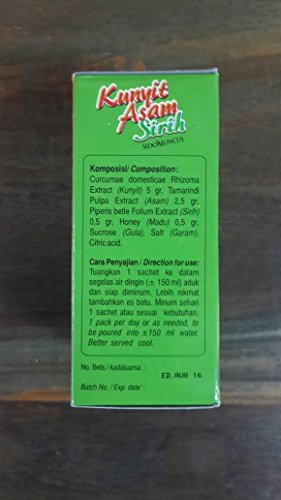 Kunyit
Asam
Sirih
SIDOMUNCUL
Komposisi/ Composition :
Curcumae domesticae Rhizoma
Extract (Kunyit) 5 gr, Tamarindi
Pulpa Extract (Asam) 2,5 gr,
Piperis betle Folium Extract (Sirih)
0,5 gr, Honey (Madu) 0,5 gr,
Sucrose (Gula), Salt (Garam),
Citric acid.
Cara Penyajian / Direction for use:
Tuangkan 1 sachet ke dalam
segelas air dingin (± 150 ml) aduk
dan siap diminum. Lebih nikmat
tambahkan es batu. Minum sehari
1 sachet atau sesuai kebutuhan.
1 pack per day or as needed, to
be poured into ±150 ml water.
Better served cool.
No. Bets / kadaluarsa :
ED.AUG 16
Batch No. / Exp. date :